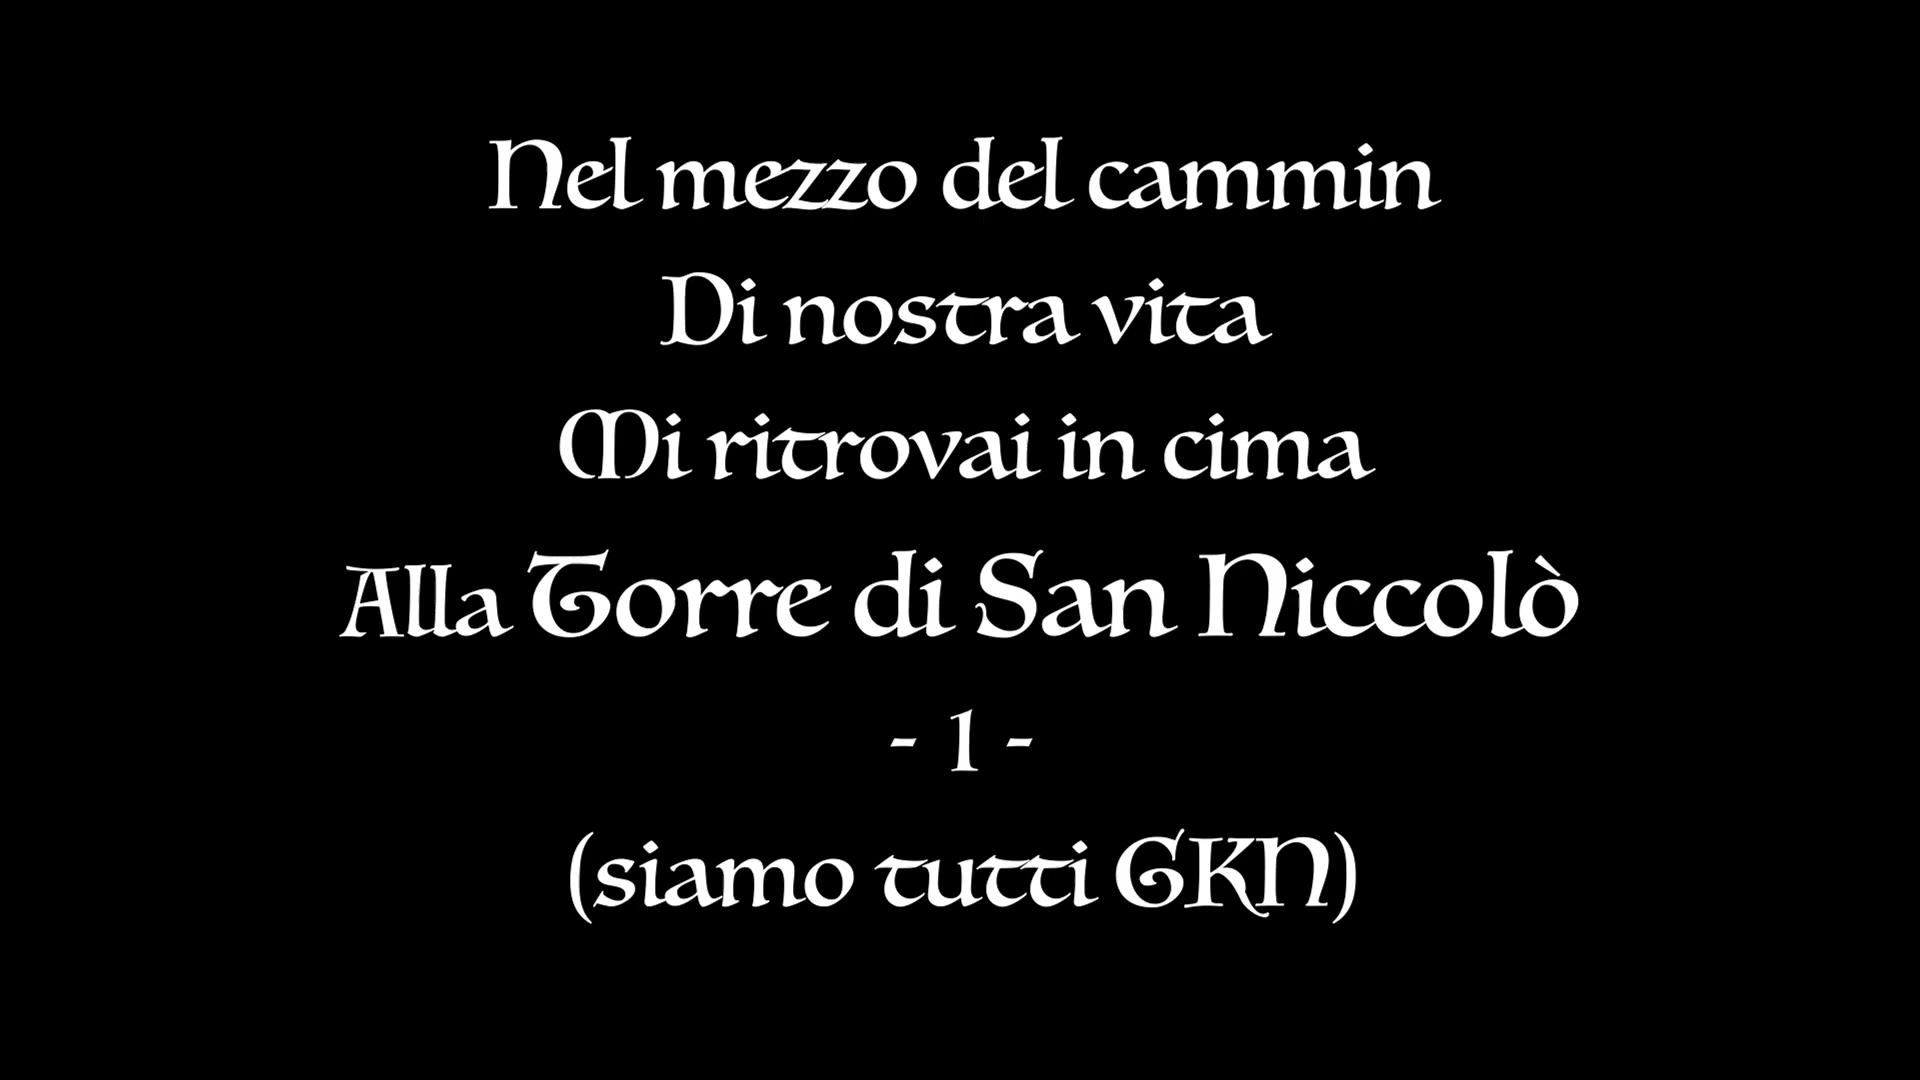 Nel mezzo del cammin
Di nostra vita
Mi ritrovai in cima
Alla Torre di San Niccolò
- 1 -
(siamo tutti GKN)